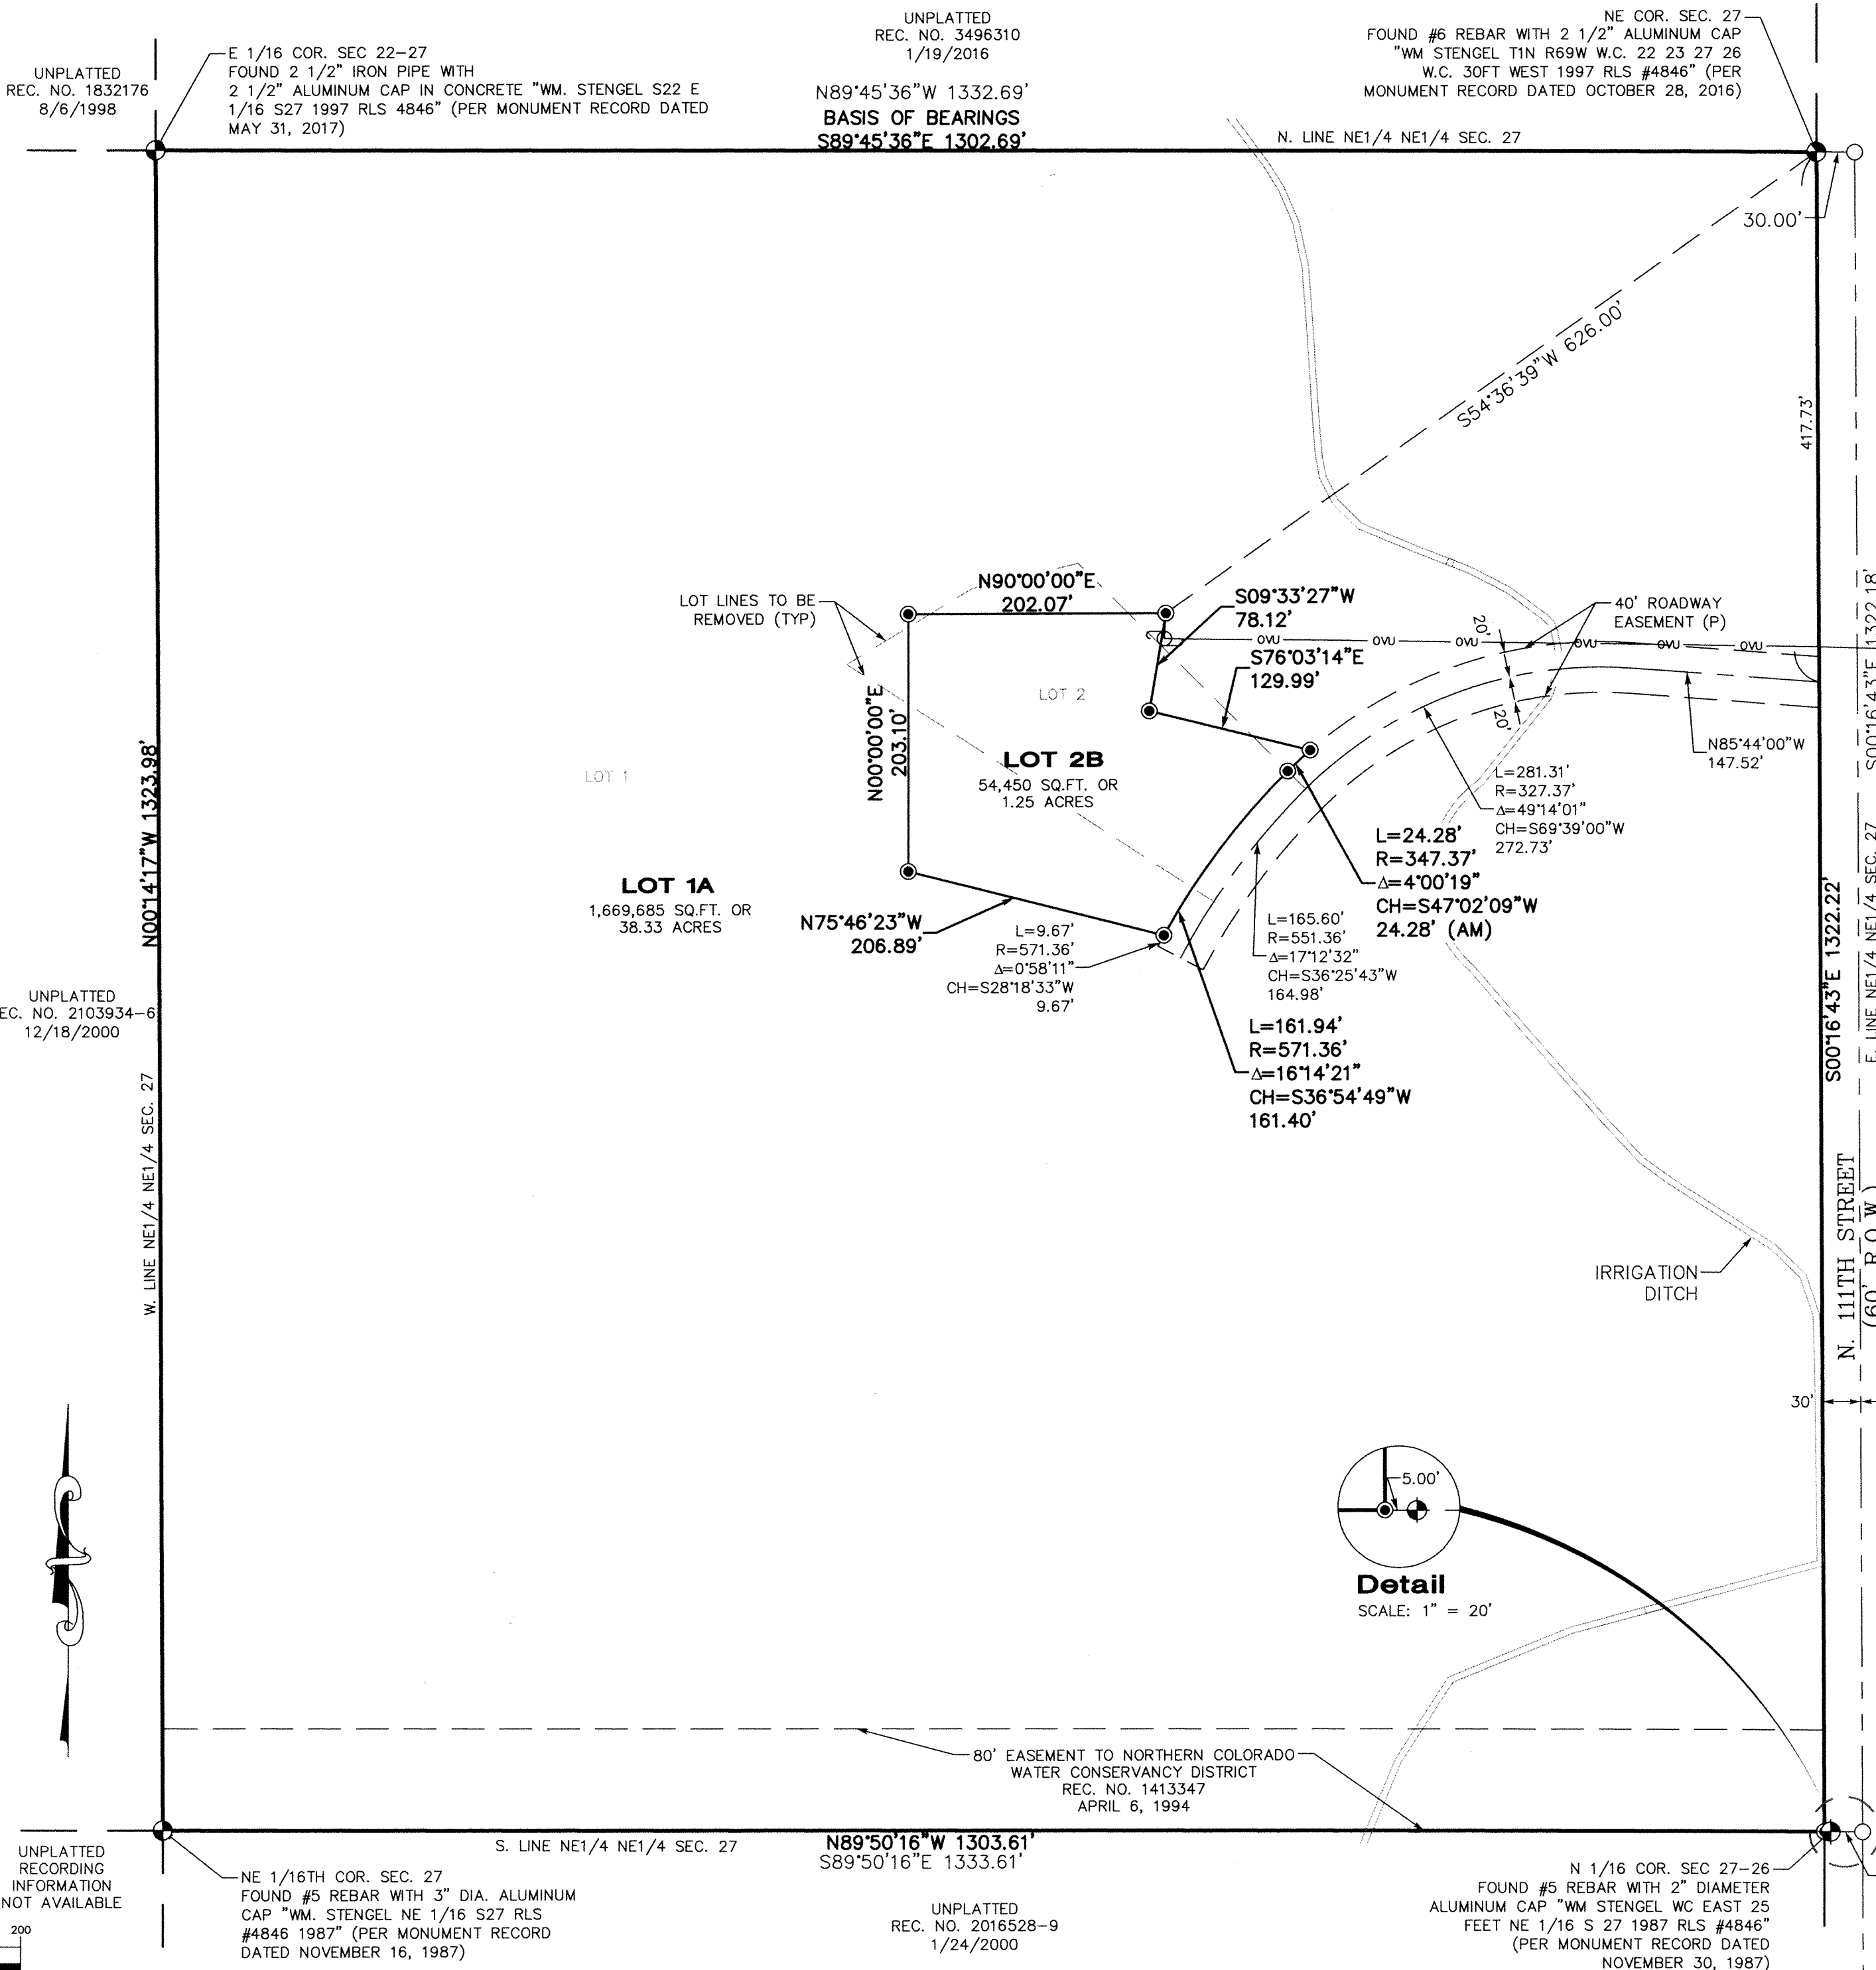 UNPLATTED
REC. NO. 3496310
1/19/2016
N89°45'36"W 1332.69'
BASIS OF BEARINGS
S89°45'36"E 1302.69'
N. LINE NE1/4 NE1/4 SEC. 27
UNPLATTED
REC. NO. 1832176
8/6/1998
E 1/16 COR. SEC 22-27
FOUND 2 1/2" IRON PIPE WITH
2 1/2" ALUMINUM CAP IN CONCRETE "WM. STENGEL S22 E
1/16 S27 1997 RLS 4846" (PER MONUMENT RECORD DATED
MAY 31, 2017)
NE COR. SEC. 27
FOUND #6 REBAR WITH 2 1/2" ALUMINUM CAP
"WM STENGEL T1N R69W W.C. 22 23 27 26
W.C. 30FT WEST 1997 RLS #4846" (PER
MONUMENT RECORD DATED OCTOBER 28, 2016)
30.00'
S54°36'39"W 626.00'
417.73'
LOT LINES TO BE
REMOVED (TYP)
N90°00'00"E
202.07'
S09°33'27"W
78.12'
S76°03'14"E
129.99'
OVU OVU OVU OVU OVU OVU
40' ROADWAY
EASEMENT (P)
20'
20'
N85°44'00"W
147.52'
L=281.31'
R=327.37'
Δ=49°14'01"
CH=S69°39'00"W
272.73'
LOT 2
LOT 2B
54,450 SQ.FT. OR
1.25 ACRES
N00°00'00"E
203.10'
LOT 1
LOT 1A
1,669,685 SQ.FT. OR
38.33 ACRES
N75°46'23"W
206.89'
L=9.67'
R=571.36'
Δ=0°58'11"
CH=S28°18'33"W
9.67'
L=165.60'
R=551.36'
Δ=17°12'32"
CH=S36°25'43"W
164.98'
L=24.28'
R=347.37'
Δ=4°00'19"
CH=S47°02'09"W
24.28' (AM)
L=161.94'
R=571.36'
Δ=16°14'21"
CH=S36°54'49"W
161.40'
N00°14'17"W 1323.98'
W. LINE NE1/4 NE1/4 SEC. 27
UNPLATTED
EC. NO. 2103934-6
12/18/2000
S00°16'43"E 1322.22'
E. LINE NE1/4 NE1/4 SEC. 27 S00°16'43"E 1322.18'
N. 111TH STREET
(60' R.O.W.)
30'
IRRIGATION
DITCH
5.00'
Detail
SCALE: 1" = 20'
80' EASEMENT TO NORTHERN COLORADO
WATER CONSERVANCY DISTRICT
REC. NO. 1413347
APRIL 6, 1994
S. LINE NE1/4 NE1/4 SEC. 27
N89°50'16"W 1303.61'
S89°50'16"E 1333.61'
UNPLATTED
RECORDING
INFORMATION
NOT AVAILABLE
NE 1/16TH COR. SEC. 27
FOUND #5 REBAR WITH 3" DIA. ALUMINUM
CAP "WM. STENGEL NE 1/16 S27 RLS
#4846 1987" (PER MONUMENT RECORD
DATED NOVEMBER 16, 1987)
UNPLATTED
REC. NO. 2016528-9
1/24/2000
N 1/16 COR. SEC 27-26
FOUND #5 REBAR WITH 2" DIAMETER
ALUMINUM CAP "WM STENGEL WC EAST 25
FEET NE 1/16 S 27 1987 RLS #4846"
(PER MONUMENT RECORD DATED
NOVEMBER 30, 1987)
200